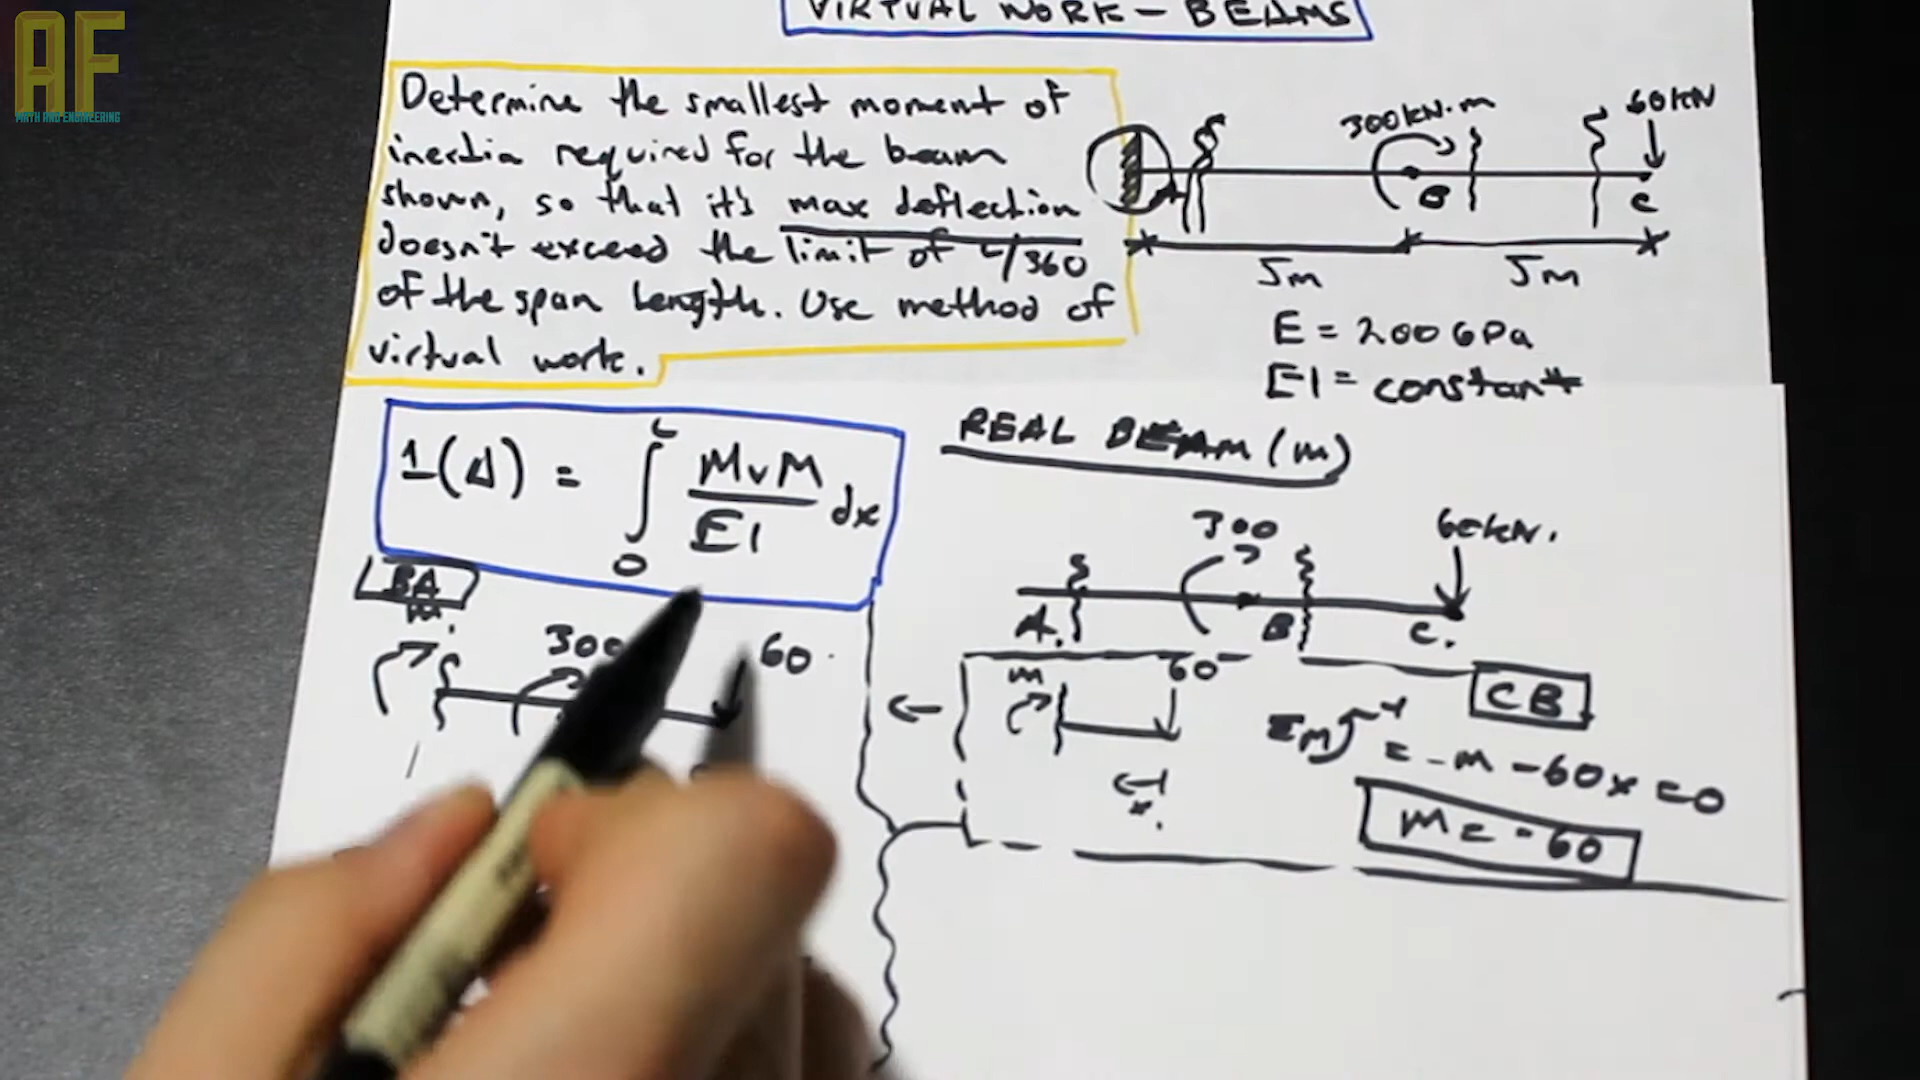 AF
MATH AND ENGINEERING
VIRTUAL WORK - BEAMS
Determine the smallest moment of
inertia required for the beam
shown, so that it's max deflection
doesn't exceed the limit of L/360
of the span length. Use method of
virtual work.
300kN.m
60kN
B
C
5m
5m
E = 200GPa
EI = constant
1(Δ) = ∫ MvM dx
L
0
EI
REAL BEAM (m)
300
60kN.
A.
B
C.
BA
m.
300
60
m
60
x.
CB
ΣM = -m - 60x = 0
+
m = -60